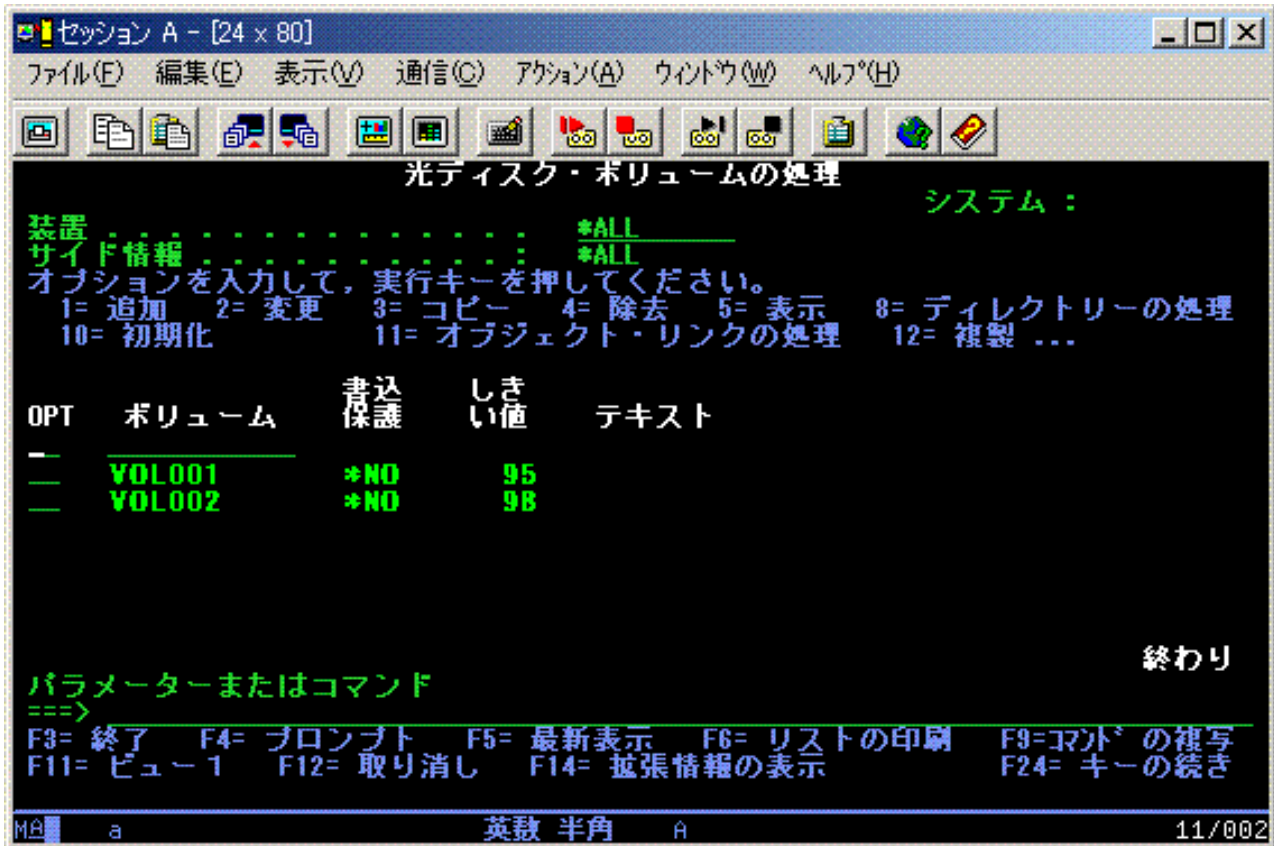 セッション A - [24 x 80]
ファイル(F) 編集(E) 表示(V) 通信(C) アクション(A) ウィンドウ(W) ヘルプ(H)
光ディスク・ボリュームの処理
システム :
装置 . . . . . . . . . . . . . . *ALL
サイド情報 . . . . . . . . . . . : *ALL
オプションを入力して, 実行キーを押してください。
1= 追加 2= 変更 3= コピー 4= 除去 5= 表示 8= ディレクトリーの処理
10= 初期化 11= オブジェクト・リンクの処理 12= 複製 ...
書込 しき
OPT ボリューム 保護 い値 テキスト
VOL001 *NO 95
VOL002 *NO 98
終わり
パラメーターまたはコマンド
===>
F3= 終了 F4= プロンプト F5= 最新表示 F6= リストの印刷 F9=コマンド の複写
F11= ビュー1 F12= 取り消し F14= 拡張情報の表示 F24= キーの続き
MA a 英数 半角 A 11/002